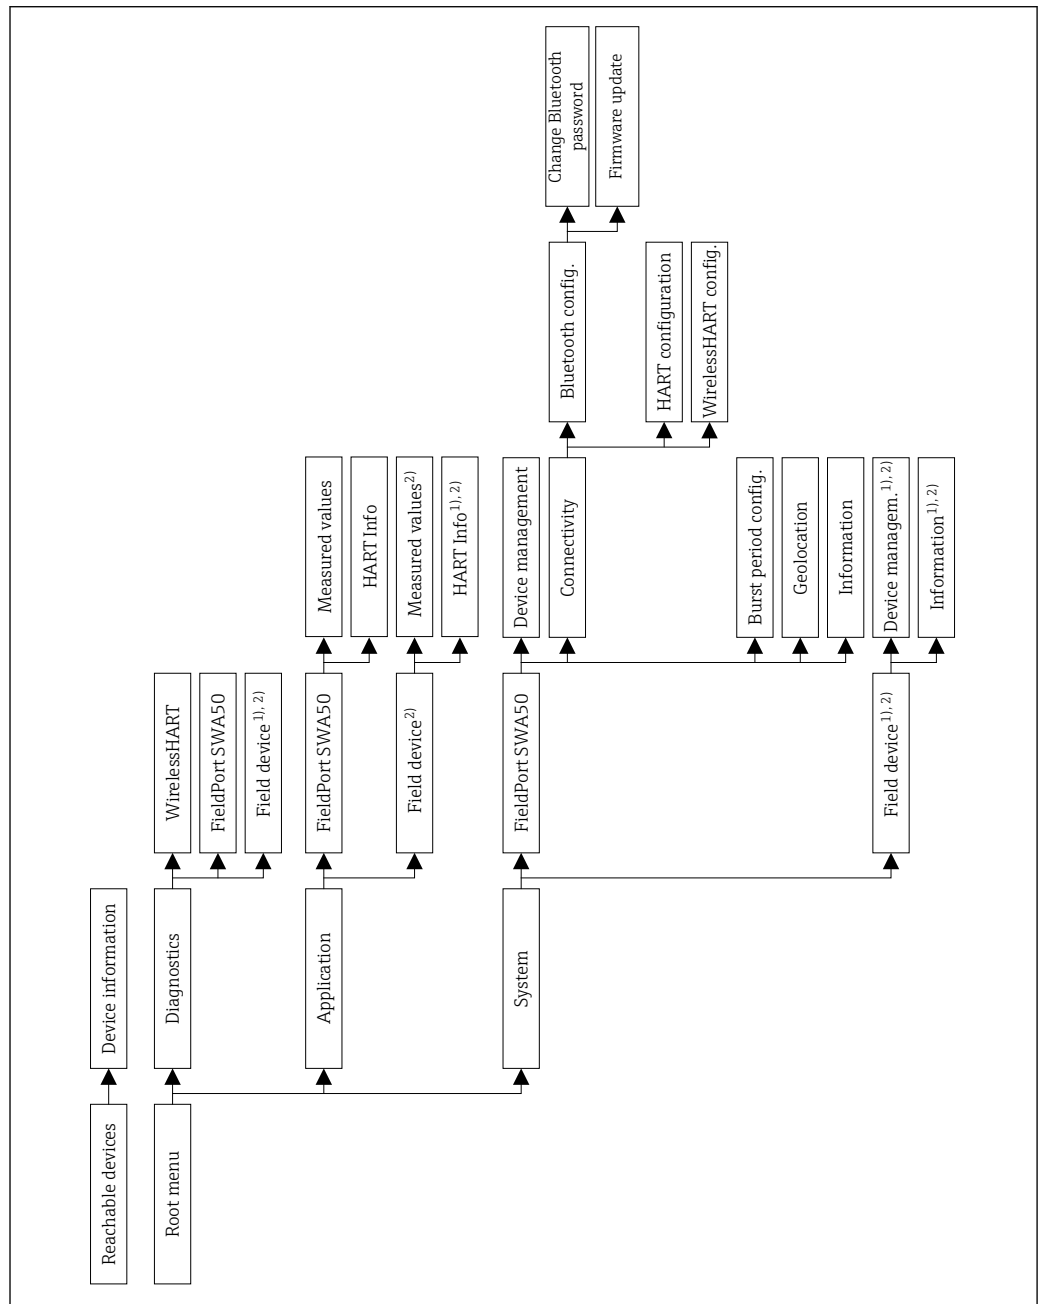 Reachable devices
Device information
Root menu
Diagnostics
WirelessHART
FieldPort SWA50
Field device1), 2)
Application
FieldPort SWA50
Measured values
HART Info
Field device2)
Measured values2)
HART Info1), 2)
System
FieldPort SWA50
Device management
Connectivity
Bluetooth config.
Change Bluetooth
password
Firmware update
HART configuration
WirelessHART config.
Burst period config.
Geolocation
Information
Field device1), 2)
Device managem.1), 2)
Information1), 2)